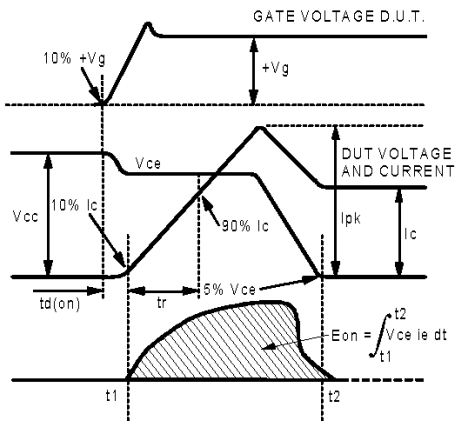 GATE VOLTAGE D.U.T.
10% +Vg
+Vg
Vce
DUT VOLTAGE
AND CURRENT
Vcc
10% Ic
90% Ic
Ipk
Ic
5% Vce
td(on)
tr
Eon = ∫ Vce ie dt
t2
t1
t1
t2